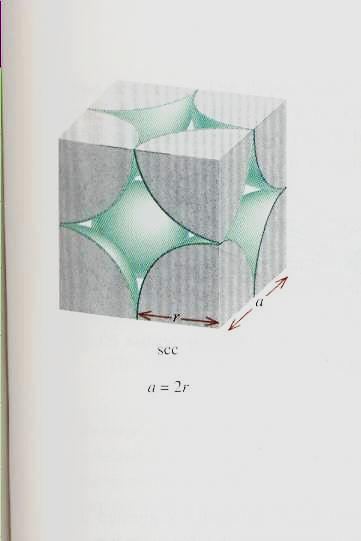 r
a
scc
a = 2r